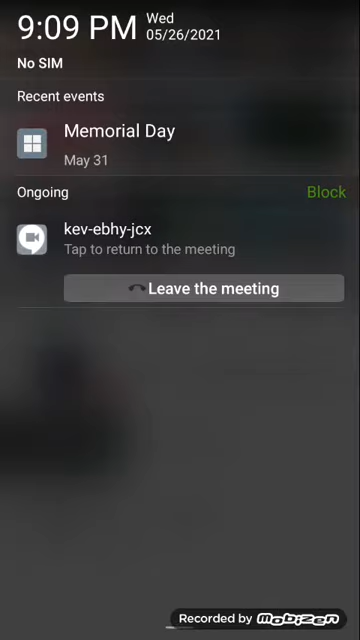 9:09 PM
Wed
05/26/2021
No SIM
Recent events
Memorial Day
May 31
Ongoing
Block
kev-ebhy-jcx
Tap to return to the meeting
Leave the meeting
Recorded by Mobizen